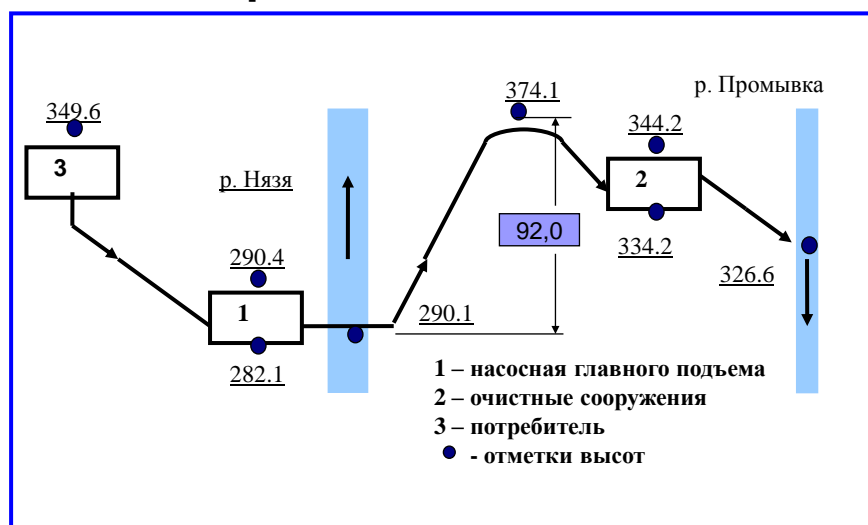 374.1
р. Промывка
349.6
344.2
3
р. Нязя
2
92,0
290.4
334.2
326.6
1
290.1
282.1
1 – насосная главного подъема
2 – очистные сооружения
3 – потребитель
- отметки высот